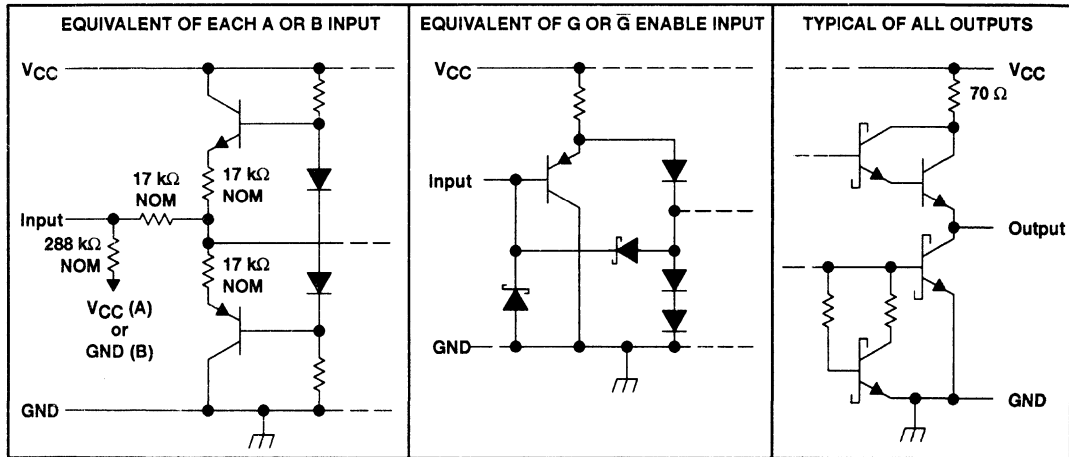 EQUIVALENT OF EACH A OR B INPUT
VCC
17 kΩ
NOM
17 kΩ
NOM
Input
288 kΩ
NOM
17 kΩ
NOM
VCC (A)
or
GND (B)
GND
EQUIVALENT OF G OR G̅ ENABLE INPUT
VCC
Input
GND
TYPICAL OF ALL OUTPUTS
VCC
70 Ω
Output
GND